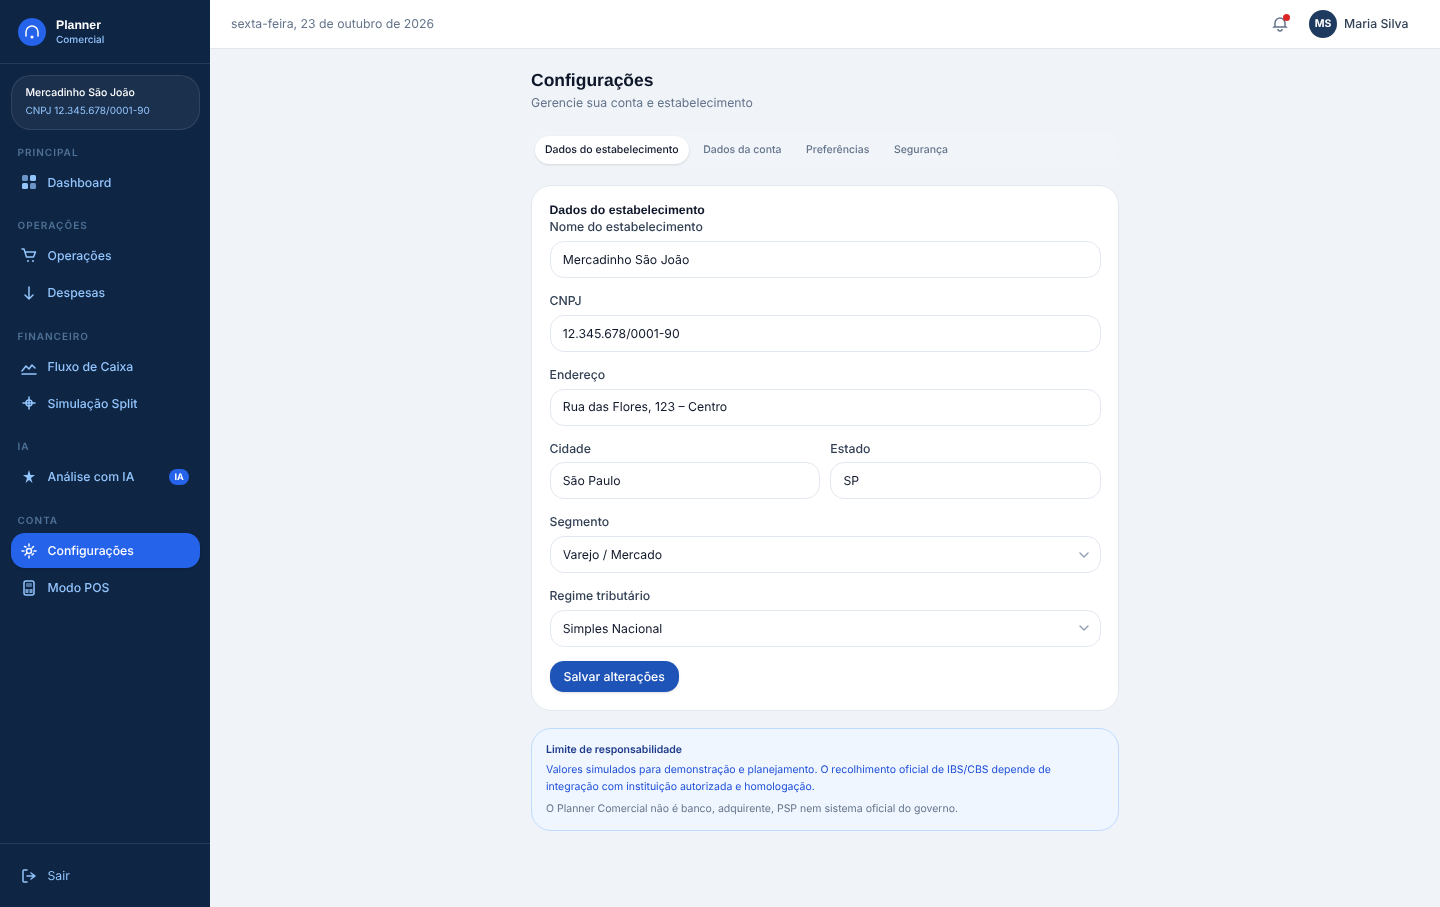 Planner
Comercial
Mercadinho São João
CNPJ 12.345.678/0001-90
PRINCIPAL
Dashboard
OPERAÇÕES
Operações
Despesas
FINANCEIRO
Fluxo de Caixa
Simulação Split
IA
Análise com IA
IA
CONTA
Configurações
Modo POS
Sair
sexta-feira, 23 de outubro de 2026
MS
Maria Silva
Configurações
Gerencie sua conta e estabelecimento
Dados do estabelecimento
Dados da conta
Preferências
Segurança
Dados do estabelecimento
Nome do estabelecimento
Mercadinho São João
CNPJ
12.345.678/0001-90
Endereço
Rua das Flores, 123 – Centro
Cidade
Estado
São Paulo
SP
Segmento
Varejo / Mercado
Regime tributário
Simples Nacional
Salvar alterações
Limite de responsabilidade
Valores simulados para demonstração e planejamento. O recolhimento oficial de IBS/CBS depende de
integração com instituição autorizada e homologação.
O Planner Comercial não é banco, adquirente, PSP nem sistema oficial do governo.